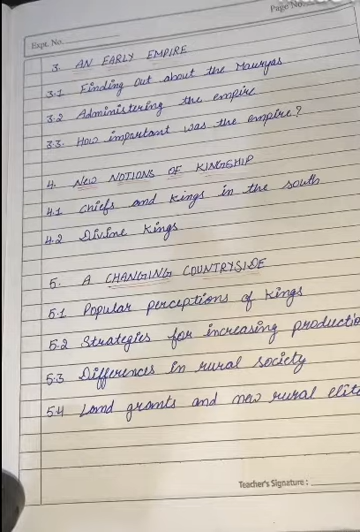 Page No.
Expt. No.
3. AN EARLY EMPIRE
3.1 Finding out about the Mauryas
3.2 Administering the empire
3.3. How important was the empire?
4. NEW NOTIONS OF KINGSHIP
4.1 Chiefs and kings in the south
4.2 Divine Kings
5. A CHANGING COUNTRYSIDE
5.1 Popular perceptions of kings
5.2 Strategies for increasing productio
5.3 Differences in rural society
5.4 Land grants and new rural elite
Teacher's Signature :